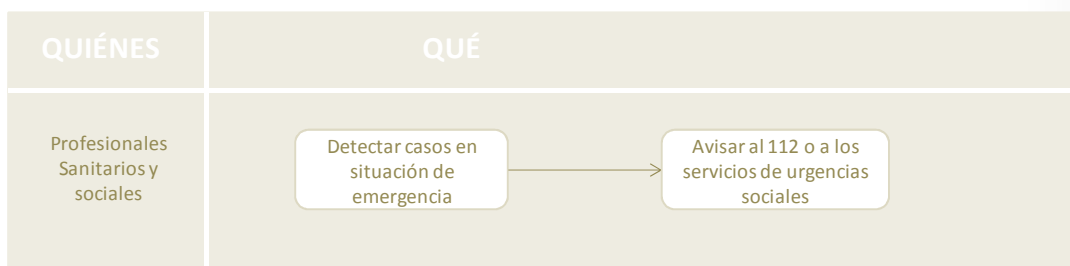 QUIÉNES
QUÉ
Profesionales
Sanitarios y
sociales
Detectar casos en
situación de
emergencia
Avisar al 112 o a los
servicios de urgencias
sociales